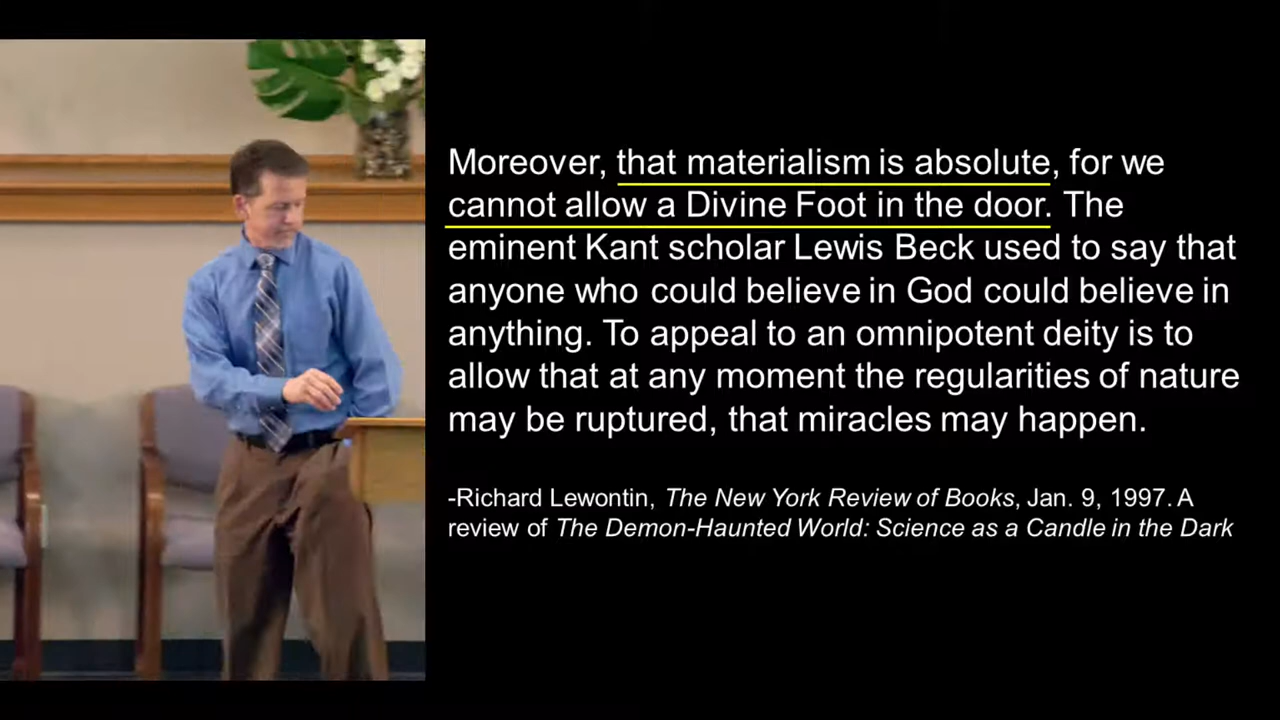 Moreover, that materialism is absolute, for we
cannot allow a Divine Foot in the door. The
eminent Kant scholar Lewis Beck used to say that
anyone who could believe in God could believe in
anything. To appeal to an omnipotent deity is to
allow that at any moment the regularities of nature
may be ruptured, that miracles may happen.
-Richard Lewontin, The New York Review of Books, Jan. 9, 1997. A
review of The Demon-Haunted World: Science as a Candle in the Dark